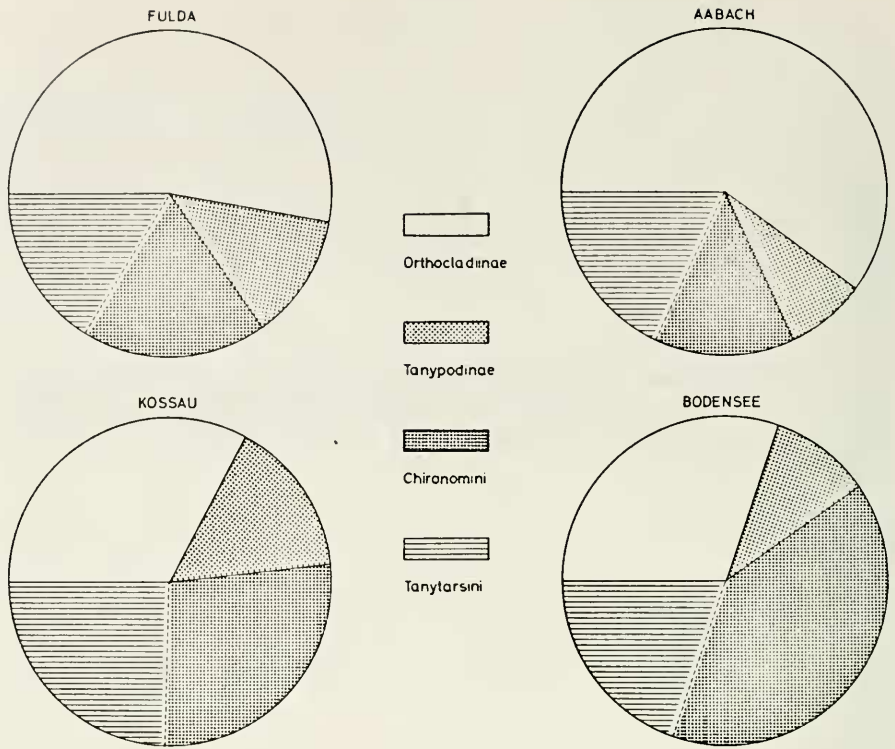 FULDA
AABACH
Orthocladiinae
Tanypodinae
Chironomini
Tanytarsini
KOSSAU
BODENSEE